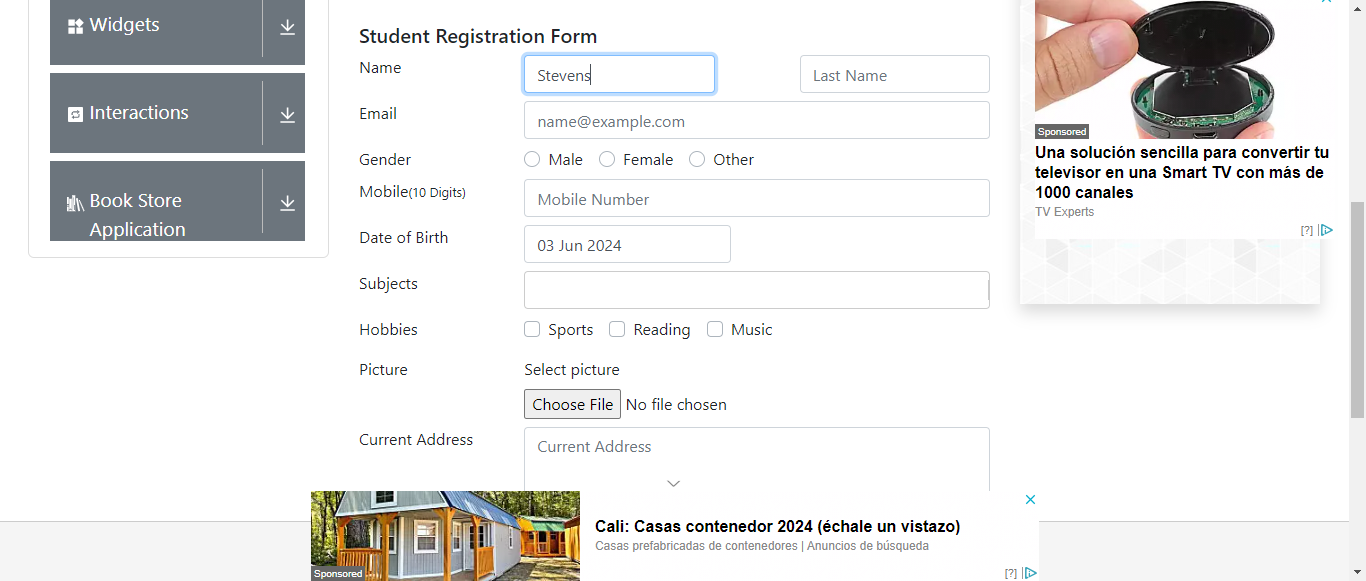 Widgets
Interactions
Book Store
Application
Student Registration Form
Name
Stevens
Last Name
Email
name@example.com
Gender
Male
Female
Other
Mobile(10 Digits)
Mobile Number
Date of Birth
03 Jun 2024
Subjects
Hobbies
Sports
Reading
Music
Picture
Select picture
Choose File
No file chosen
Current Address
Current Address
Sponsored
Una solución sencilla para convertir tu
televisor en una Smart TV con más de
1000 canales
TV Experts
[?]
Sponsored
Cali: Casas contenedor 2024 (échale un vistazo)
Casas prefabricadas de contenedores | Anuncios de búsqueda
[?]